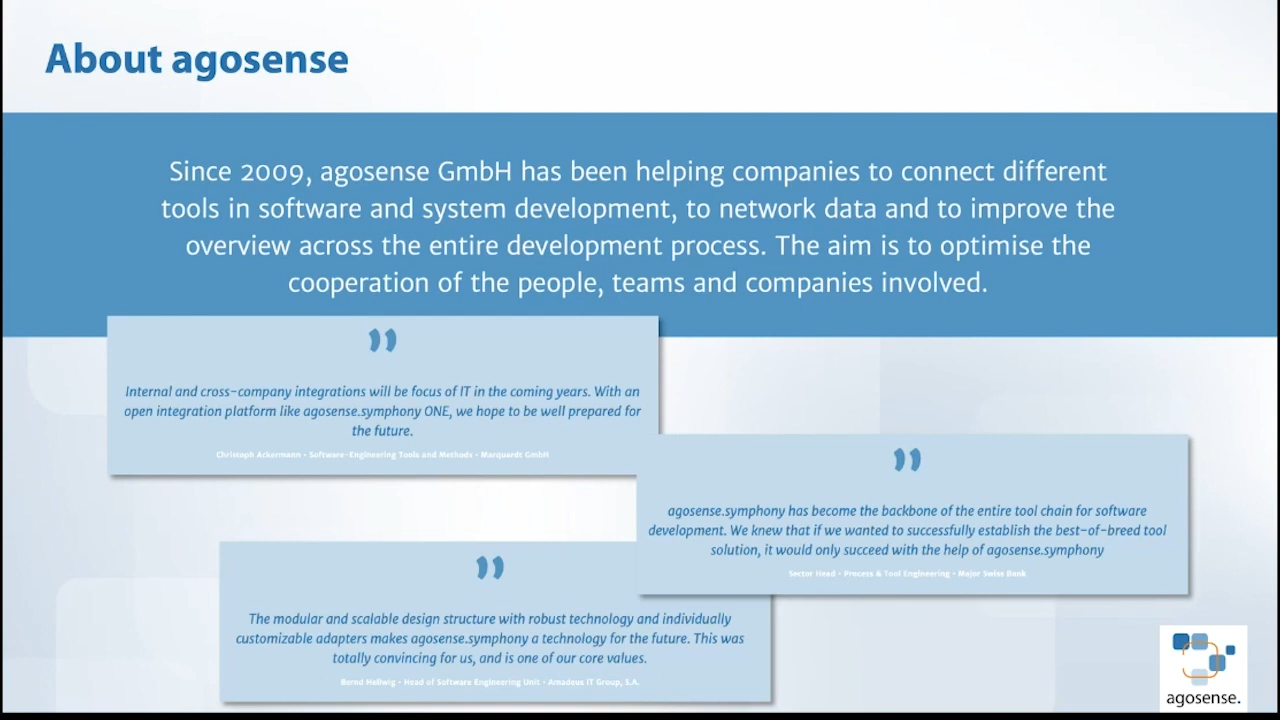 About agosense
Since 2009, agosense GmbH has been helping companies to connect different
tools in software and system development, to network data and to improve the
overview across the entire development process. The aim is to optimise the
cooperation of the people, teams and companies involved.
”
Internal and cross-company integrations will be focus of IT in the coming years. With an
open integration platform like agosense.symphony ONE, we hope to be well prepared for
the future.
Christoph Ackermann - Software-Engineering Tools and Methods - Marquardt GmbH
”
agosense.symphony has become the backbone of the entire tool chain for software
development. We knew that if we wanted to successfully establish the best-of-breed tool
solution, it would only succeed with the help of agosense.symphony
Sector Head - Process & Tool Engineering - Major Swiss Bank
”
The modular and scalable design structure with robust technology and individually
customizable adapters makes agosense.symphony a technology for the future. This was
totally convincing for us, and is one of our core values.
Bernd Hellwig - Head of Software Engineering Unit - Amadeus IT Group, S.A.
agosense.